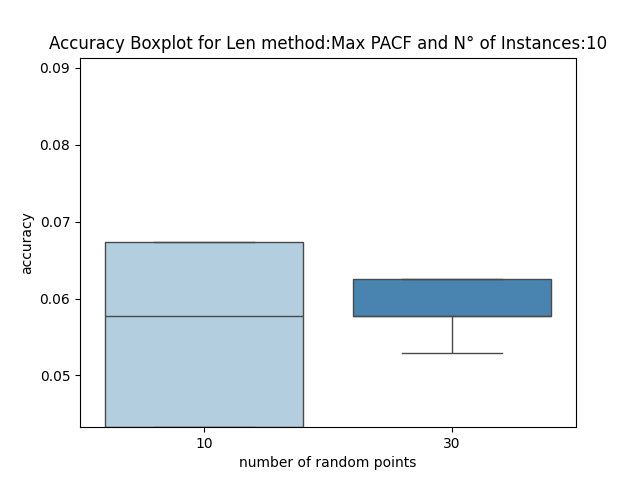 Accuracy Boxplot for Len method:Max PACF and N° of Instances:10
0.09
0.08
0.07
0.06
0.05
accuracy
10
30
number of random points